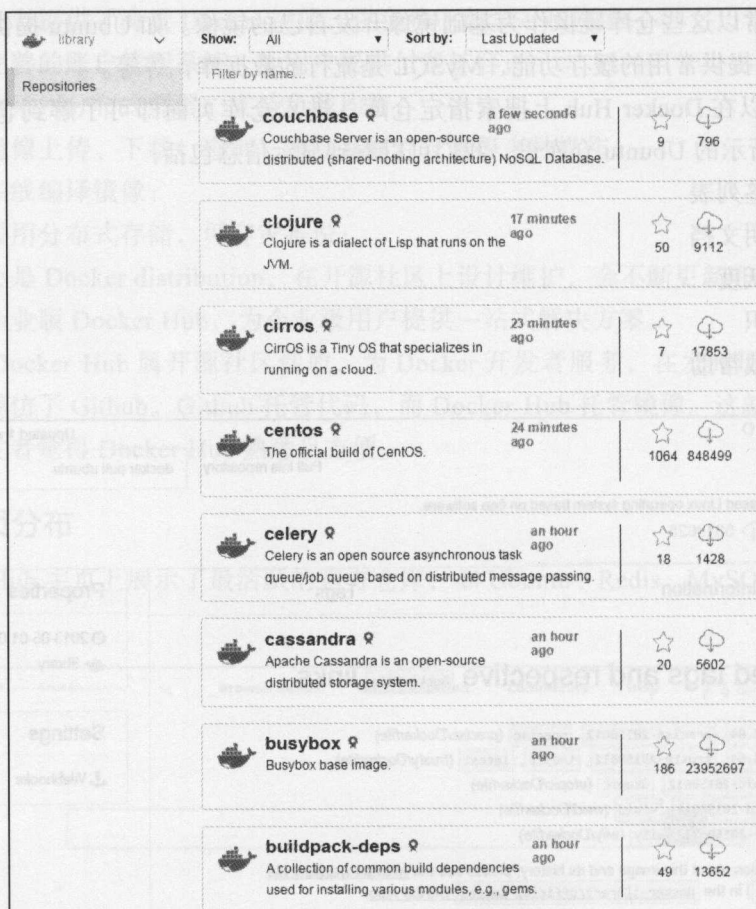 library
Show: All Sort by: Last Updated
Repositories
Filter by name..
couchbase a few seconds ago
Couchbase Server is an open-source
distributed (shared-nothing architecture) NoSQL Database.
9 796
clojure 17 minutes ago
Clojure is a dialect of Lisp that runs on the
JVM.
50 9112
cirros 23 minutes ago
CirrOS is a Tiny OS that specializes in
running on a cloud.
7 17853
centos 24 minutes ago
The official build of CentOS.
1064 848499
celery an hour ago
Celery is an open source asynchronous task
queue/job queue based on distributed message passing.
18 1428
cassandra an hour ago
Apache Cassandra is an open-source
distributed storage system.
20 5602
busybox an hour ago
Busybox base image.
186 23952697
buildpack-deps an hour ago
A collection of common build dependencies
used for installing various modules, e.g., gems.
49 13652